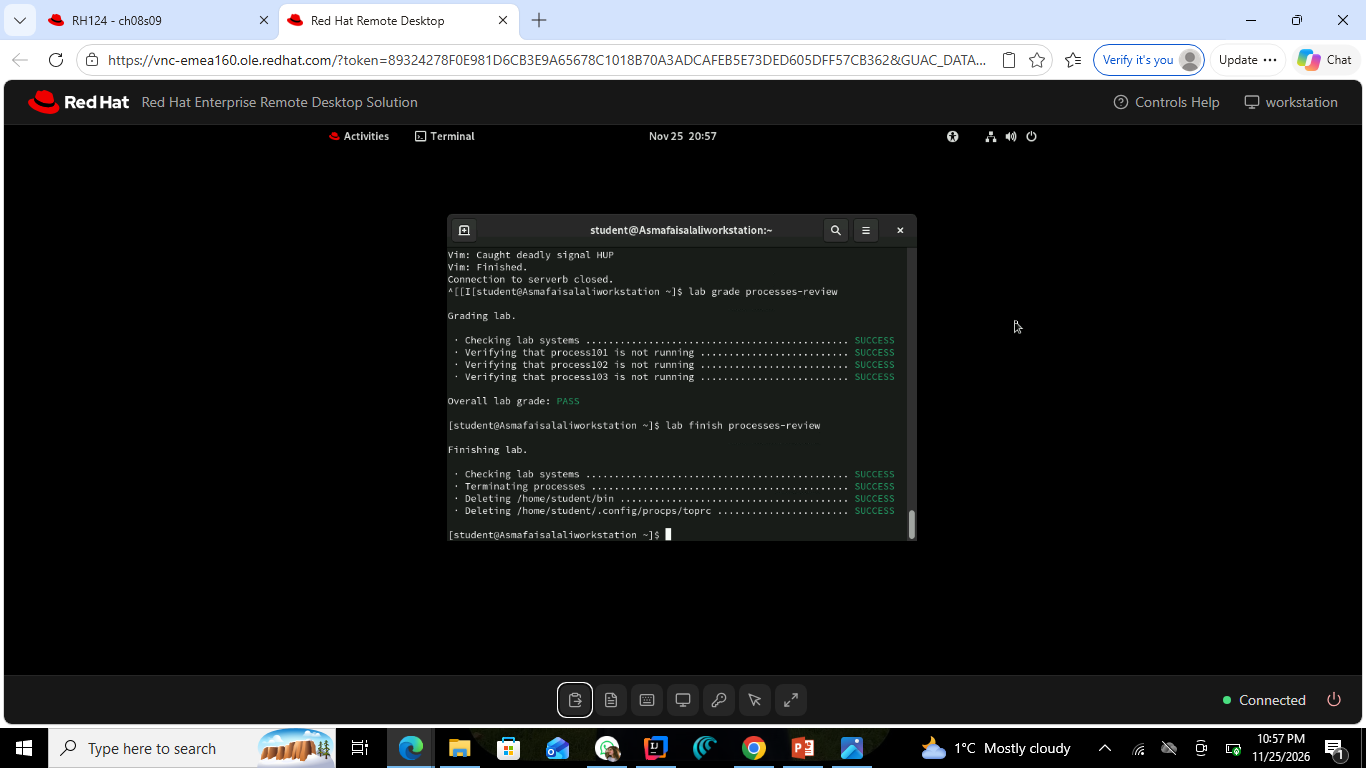 RH124 - ch08s09
Red Hat Remote Desktop
https://vnc-emea160.ole.redhat.com/?token=89324278F0E981D6CB3E9A65678C1018B70A3ADCAFEB5E73DED605DFF57CB362&GUAC_DATA...
Verify it's you
Update
Chat
Red Hat
Red Hat Enterprise Remote Desktop Solution
Controls Help
workstation
Activities
Terminal
Nov 25 20:57
student@Asmafaisalaliworkstation:~
Vim: Caught deadly signal HUP
Vim: Finished.
Connection to serverb closed.
^[[I[student@Asmafaisalaliworkstation ~]$ lab grade processes-review
Grading lab.
· Checking lab systems ............................................. SUCCESS
· Verifying that process101 is not running .......................... SUCCESS
· Verifying that process102 is not running .......................... SUCCESS
· Verifying that process103 is not running .......................... SUCCESS
Overall lab grade: PASS
[student@Asmafaisalaliworkstation ~]$ lab finish processes-review
Finishing lab.
· Checking lab systems ............................................. SUCCESS
· Terminating processes ............................................ SUCCESS
· Deleting /home/student/bin ........................................ SUCCESS
· Deleting /home/student/.config/procps/toprc ....................... SUCCESS
[student@Asmafaisalaliworkstation ~]$
Connected
Type here to search
1°C Mostly cloudy
10:57 PM
11/25/2026
1